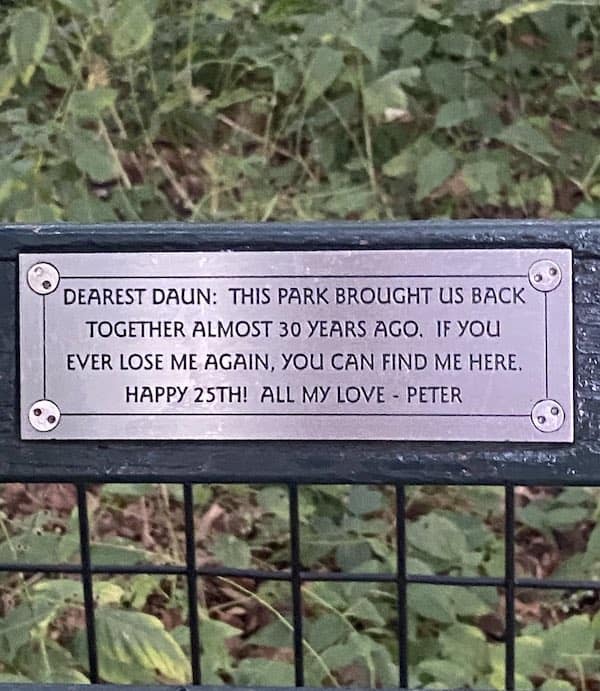 DEAREST DAUN: THIS PARK BROUGHT US BACK
TOGETHER ALMOST 30 YEARS AGO. IF YOU
EVER LOSE ME AGAIN, YOU CAN FIND ME HERE.
HAPPY 25TH! ALL MY LOVE - PETER